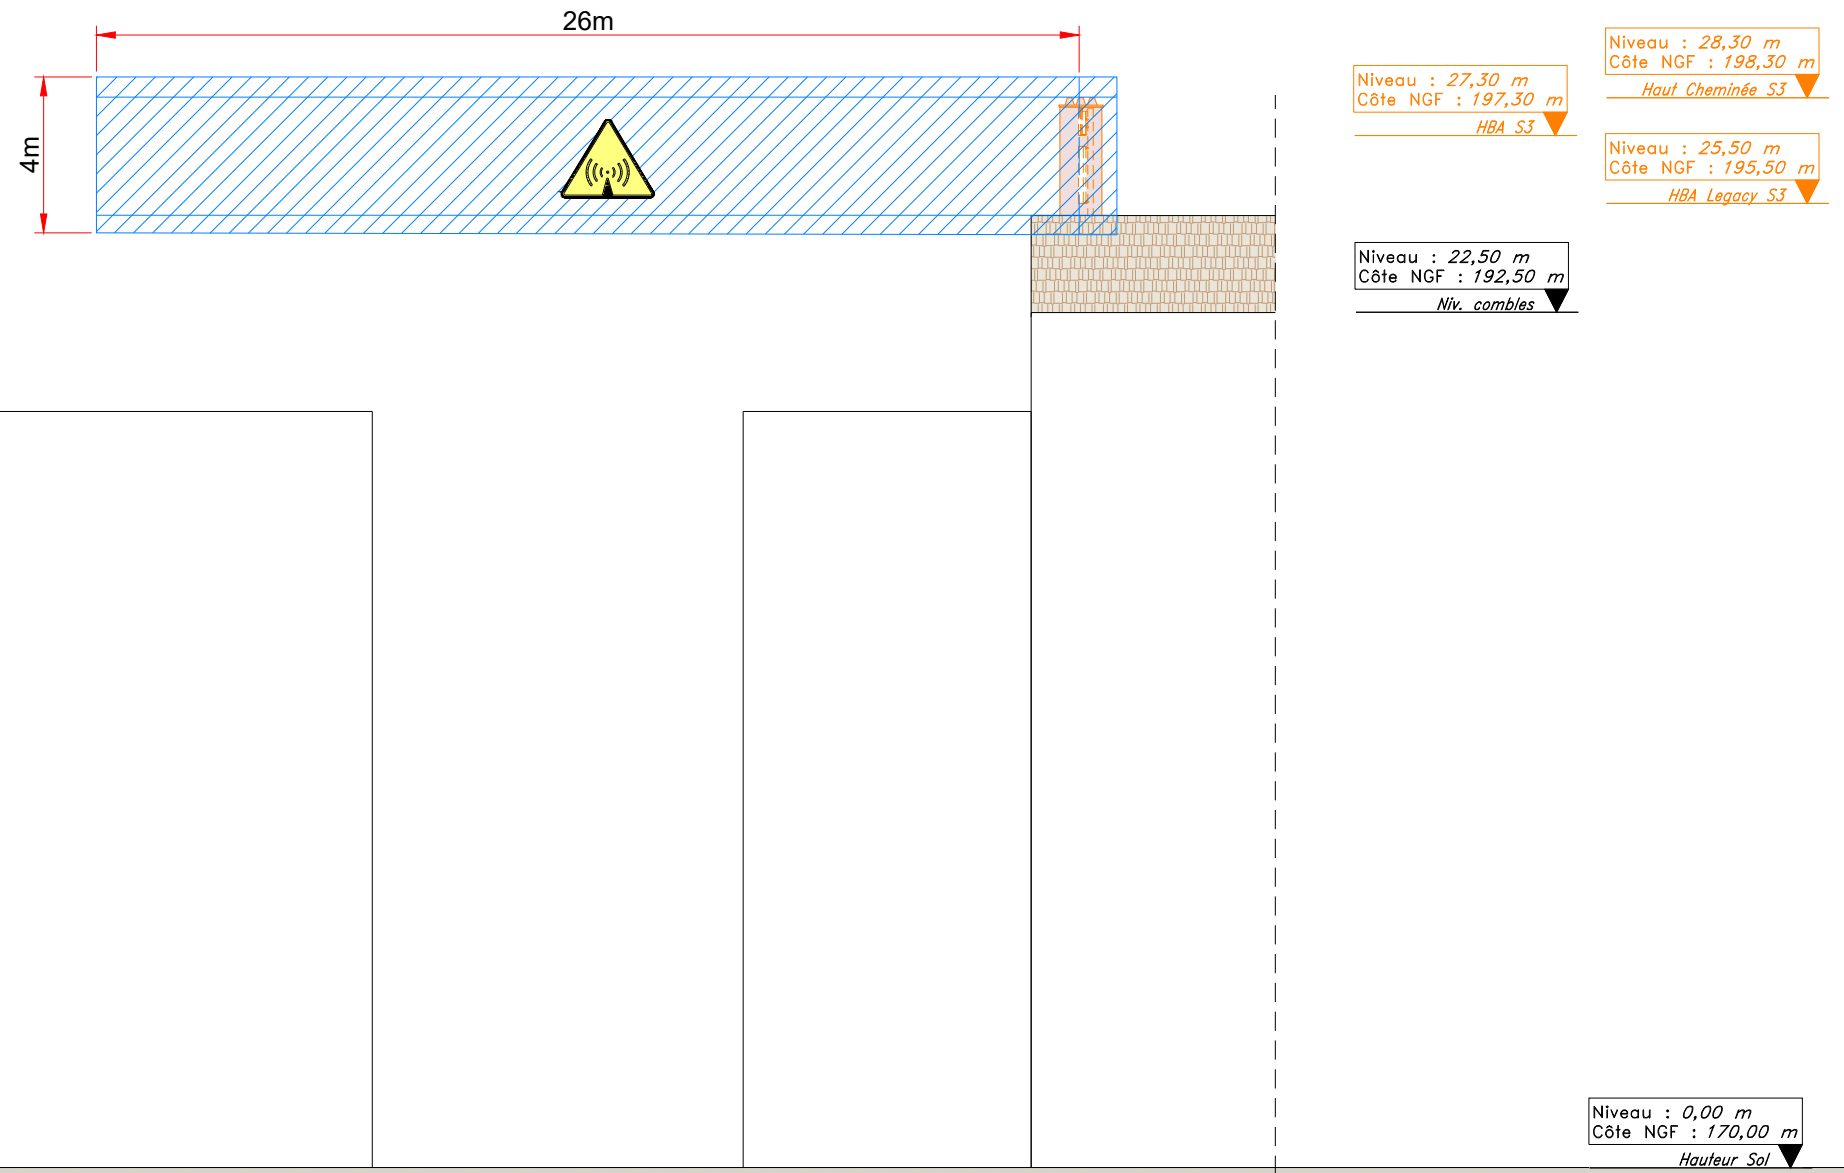 26m
4m
Niveau : 28,30 m
Côte NGF : 198,30 m
Haut Cheminée S3
Niveau : 27,30 m
Côte NGF : 197,30 m
HBA S3
Niveau : 25,50 m
Côte NGF : 195,50 m
HBA Legacy S3
Niveau : 22,50 m
Côte NGF : 192,50 m
Niv. combles
Niveau : 0,00 m
Côte NGF : 170,00 m
Hauteur Sol